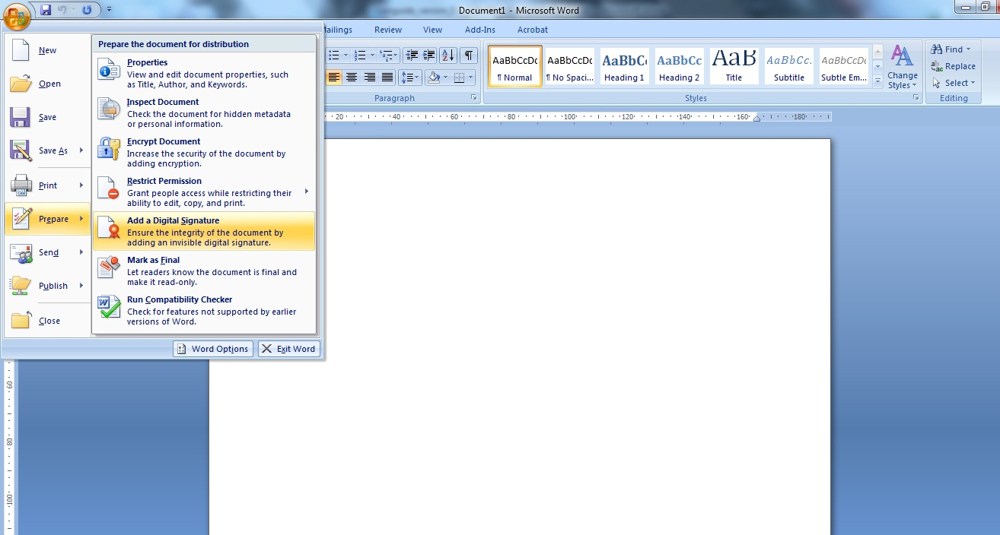 Document1 - Microsoft Word
Review View Add-Ins Acrobat
New
Open
Save
Save As
Print
Prepare
Send
Publish
Close
Prepare the document for distribution
Properties
View and edit document properties, such
as Title, Author, and Keywords.
Inspect Document
Check the document for hidden metadata
or personal information.
Encrypt Document
Increase the security of the document by
adding encryption.
Restrict Permission
Grant people access while restricting their
ability to edit, copy, and print.
Add a Digital Signature
Ensure the integrity of the document by
adding an invisible digital signature.
Mark as Final
Let readers know the document is final and
make it read-only.
Run Compatibility Checker
Check for features not supported by earlier
versions of Word.
Word Options Exit Word
Paragraph
AaBbCcDc AaBbCcDc AaBbCc AaBbCc AaB AaBbCc. AaBbCcDc
¶ Normal ¶ No Spaci... Heading 1 Heading 2 Title Subtitle Subtle Em...
Change
Styles
Styles
Find
Replace
Select
Editing
20 40 60 80 100 120 140 160 180
60
80
100